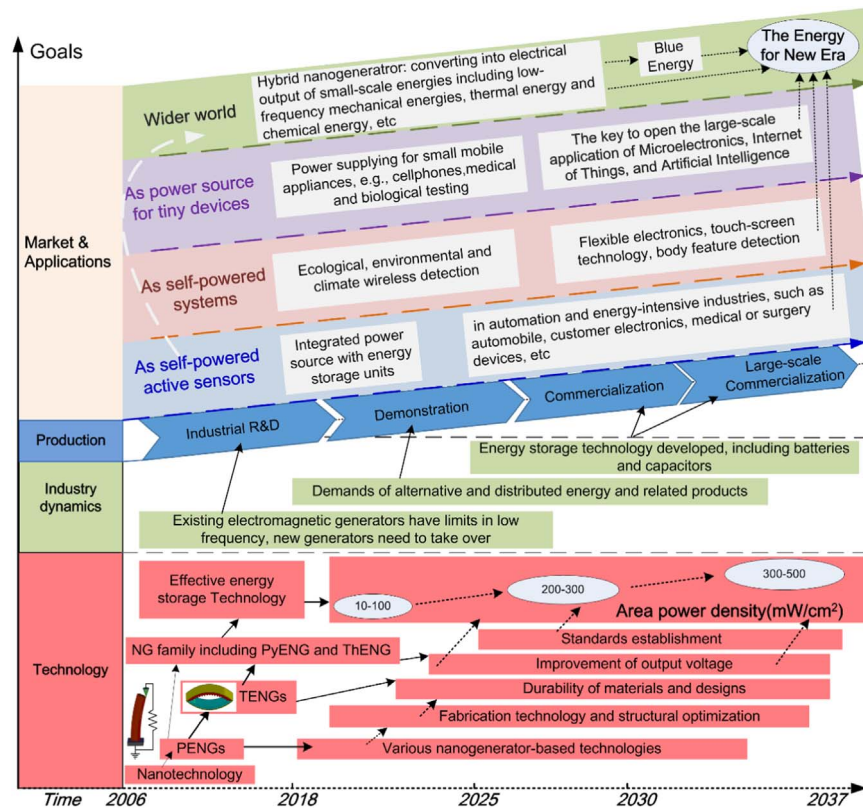 Goals
The Energy
for New Era
Blue
Energy
Hybrid nanogeneratror: converting into electrical
output of small-scale energies including low-
frequency mechanical energies, thermal energy and
chemical energy, etc
Wider world
As power source
for tiny devices
Power supplying for small mobile
appliances, e.g., cellphones,medical
and biological testing
The key to open the large-scale
application of Microelectronics, Internet
of Things, and Artificial Intelligence
Market &
Applications
As self-powered
systems
Ecological, environmental and
climate wireless detection
Flexible electronics, touch-screen
technology, body feature detection
As self-powered
active sensors
Integrated power
source with energy
storage units
in automation and energy-intensive industries, such as
automobile, customer electronics, medical or surgery
devices, etc
Production
Industrial R&D
Demonstration
Commercialization
Large-scale
Commercialization
Industry
dynamics
Energy storage technology developed, including batteries
and capacitors
Demands of alternative and distributed energy and related products
Existing electromagnetic generators have limits in low
frequency, new generators need to take over
Technology
Effective energy
storage Technology
10-100
200-300
300-500
Area power density(mW/cm²)
Standards establishment
NG family including PyENG and ThENG
Improvement of output voltage
TENGs
Durability of materials and designs
Fabrication technology and structural optimization
PENGs
Various nanogenerator-based technologies
Nanotechnology
Time
2006
2018
2025
2030
2037